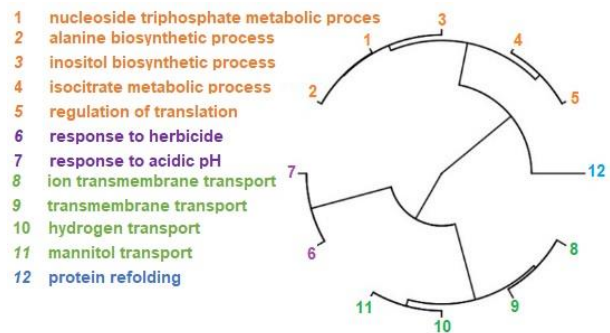 1 nucleoside triphosphate metabolic proces
2 alanine biosynthetic process
3 inositol biosynthetic process
4 isocitrate metabolic process
5 regulation of translation
6 response to herbicide
7 response to acidic pH
8 ion transmembrane transport
9 transmembrane transport
10 hydrogen transport
11 mannitol transport
12 protein refolding
3
1
4
2
5
7
12
6
8
11
9
10